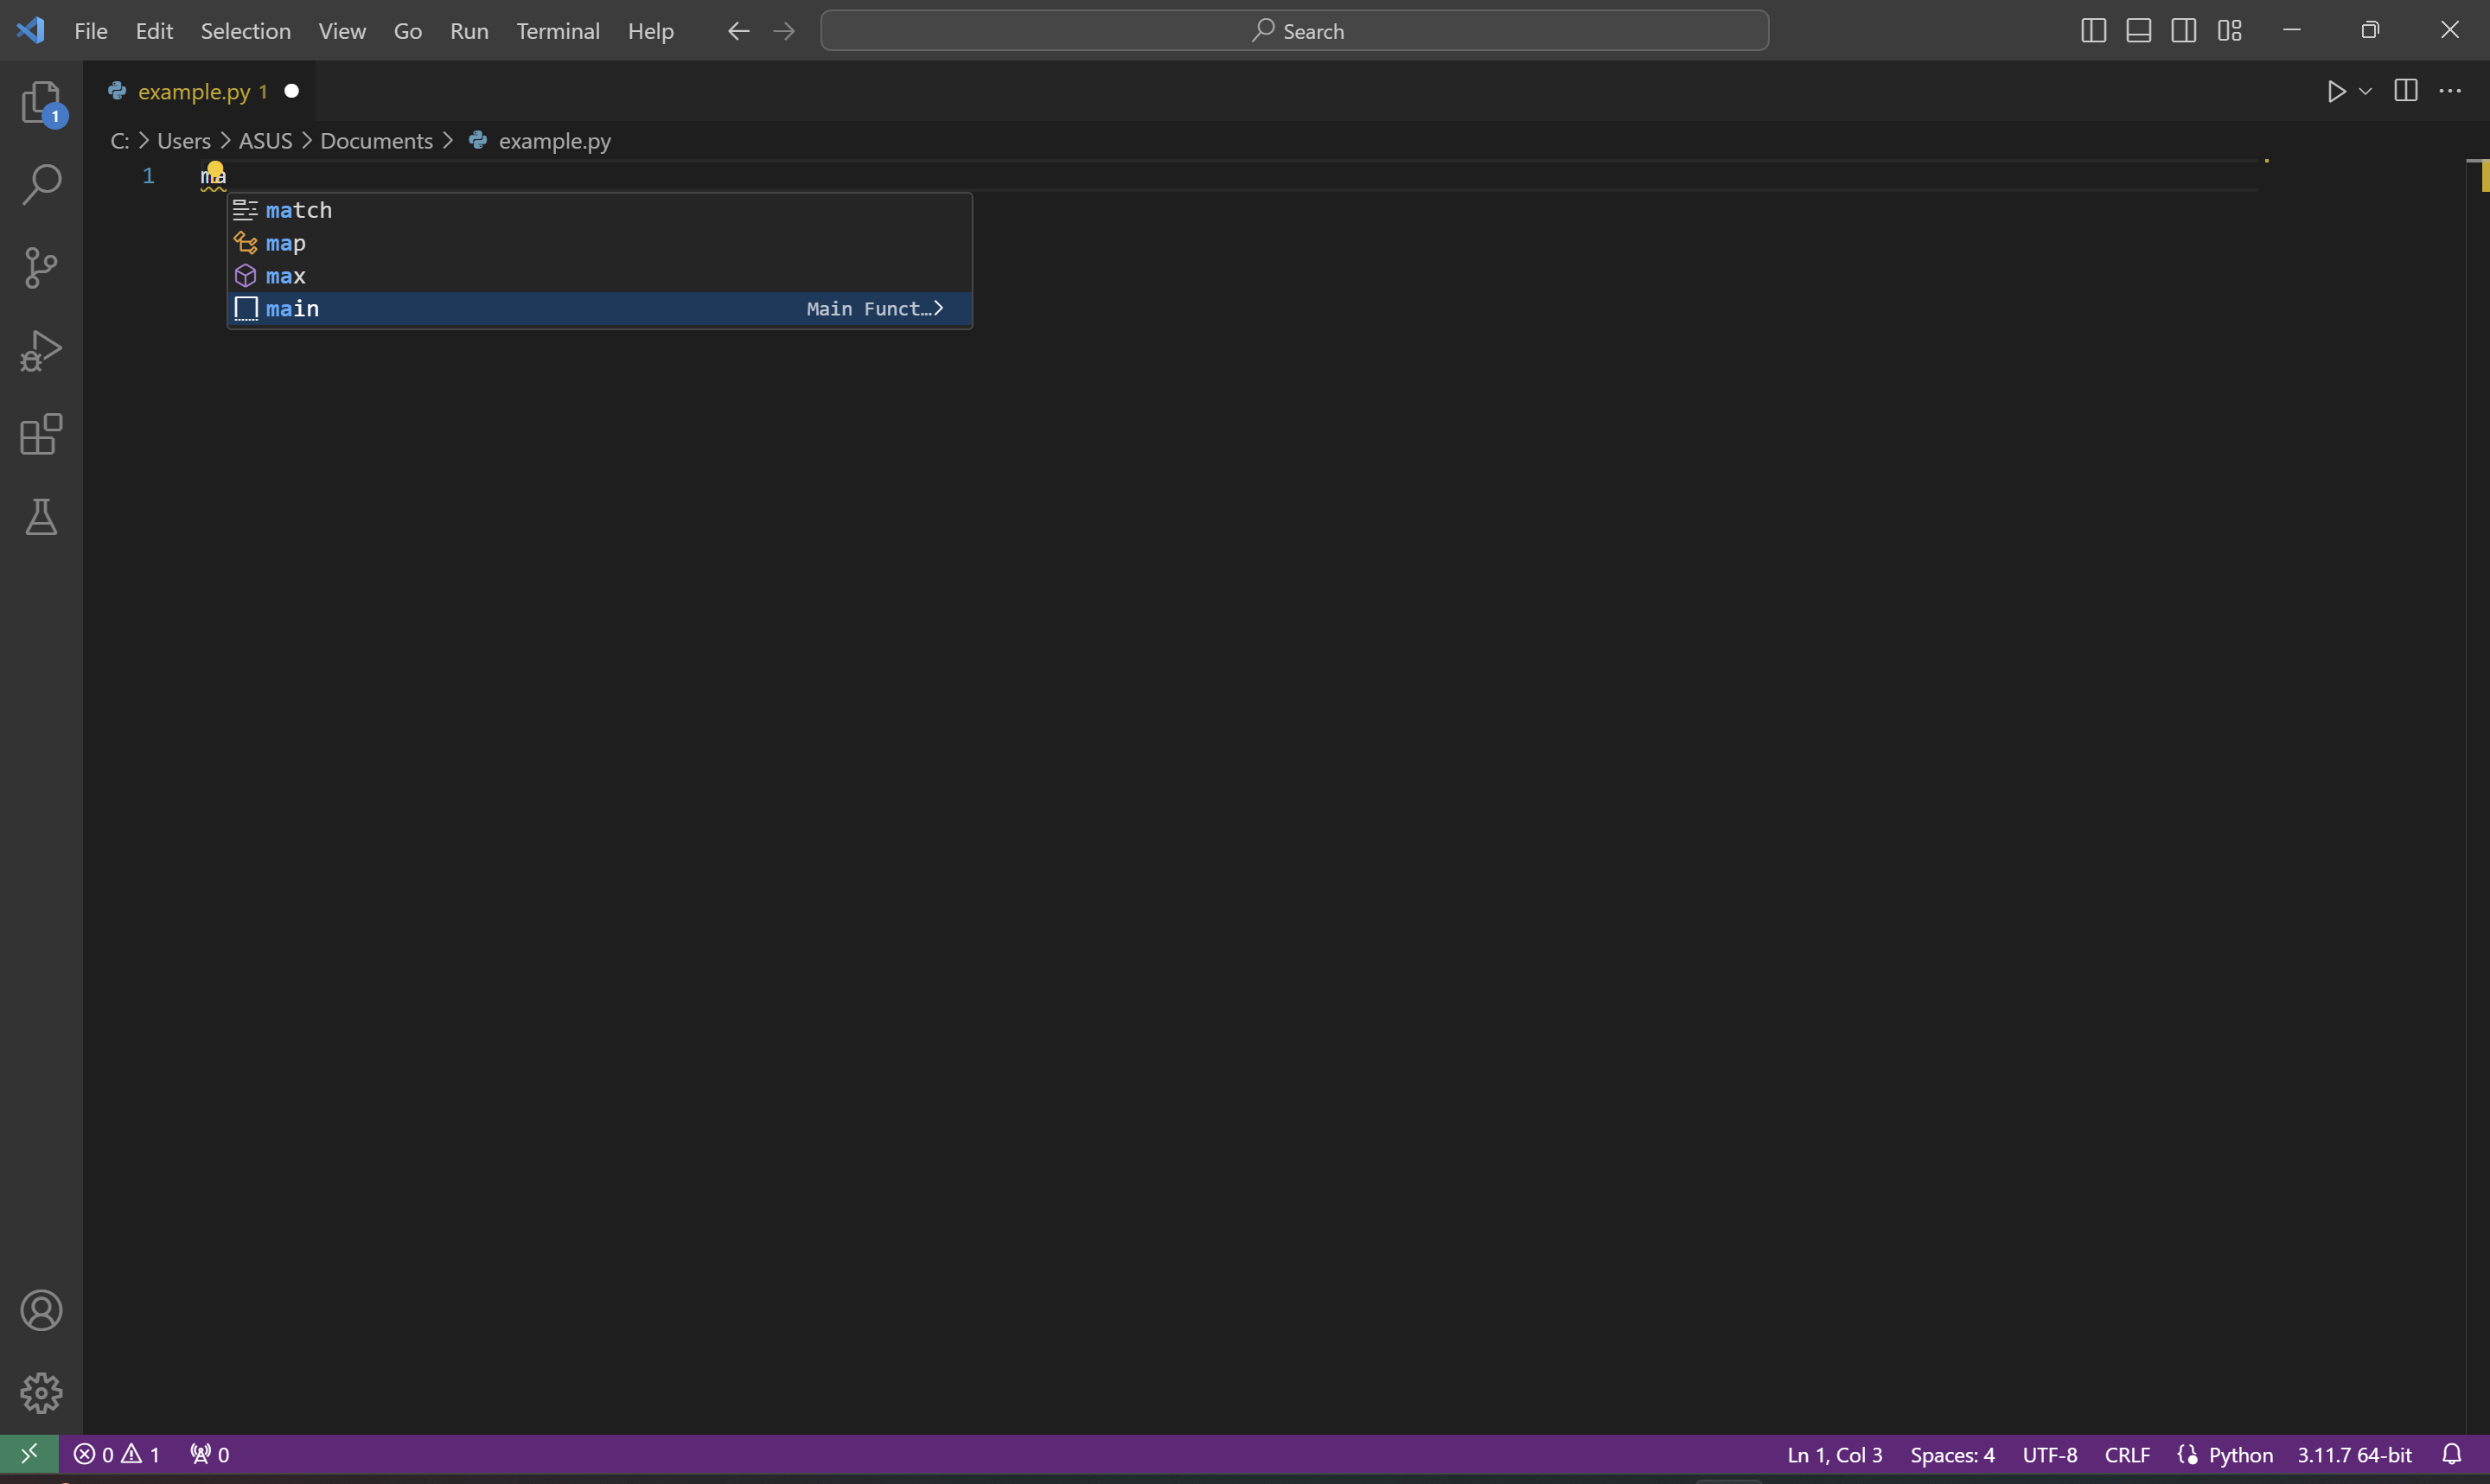 File Edit Selection View Go Run Terminal Help Search
example.py 1
1
C: > Users > ASUS > Documents > example.py
1 ma
match
map
max
main Main Funct…
0 1 0 Ln 1, Col 3 Spaces: 4 UTF-8 CRLF Python 3.11.7 64-bit